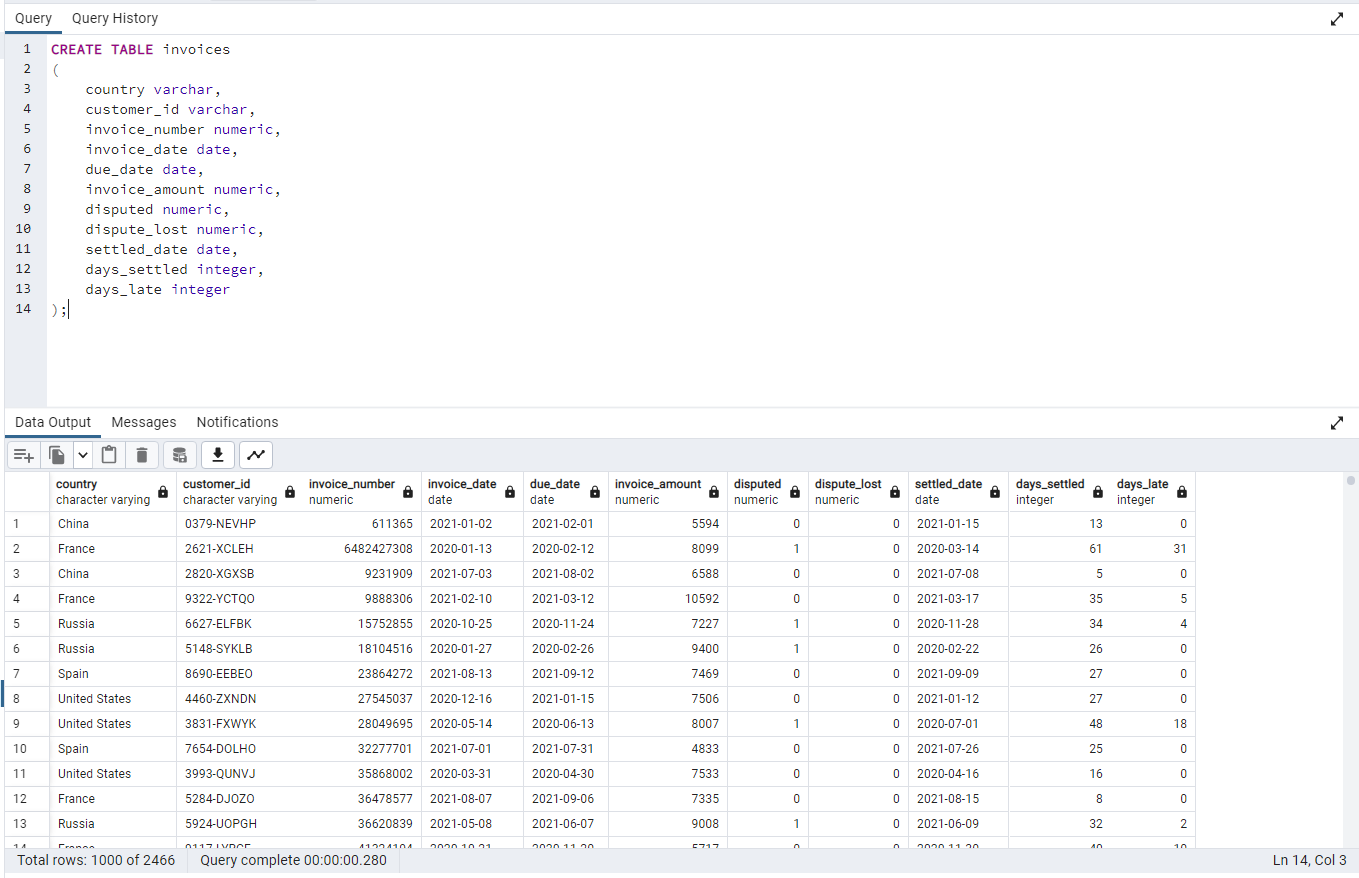 Query Query History
1 CREATE TABLE invoices
2 (
3 country varchar,
4 customer_id varchar,
5 invoice_number numeric,
6 invoice_date date,
7 due_date date,
8 invoice_amount numeric,
9 disputed numeric,
10 dispute_lost numeric,
11 settled_date date,
12 days_settled integer,
13 days_late integer
14 );
Data Output Messages Notifications
country customer_id invoice_number invoice_date due_date invoice_amount disputed dispute_lost settled_date days_settled days_late
character varying character varying numeric date date numeric numeric numeric date integer integer
1 China 0379-NEVHP 611365 2021-01-02 2021-02-01 5594 0 0 2021-01-15 13 0
2 France 2621-XCLEH 6482427308 2020-01-13 2020-02-12 8099 1 0 2020-03-14 61 31
3 China 2820-XGXSB 9231909 2021-07-03 2021-08-02 6588 0 0 2021-07-08 5 0
4 France 9322-YCTQO 9888306 2021-02-10 2021-03-12 10592 0 0 2021-03-17 35 5
5 Russia 6627-ELFBK 15752855 2020-10-25 2020-11-24 7227 1 0 2020-11-28 34 4
6 Russia 5148-SYKLB 18104516 2020-01-27 2020-02-26 9400 1 0 2020-02-22 26 0
7 Spain 8690-EEBEO 23864272 2021-08-13 2021-09-12 7469 0 0 2021-09-09 27 0
8 United States 4460-ZXNDN 27545037 2020-12-16 2021-01-15 7506 0 0 2021-01-12 27 0
9 United States 3831-FXWYK 28049695 2020-05-14 2020-06-13 8007 1 0 2020-07-01 48 18
10 Spain 7654-DOLHO 32277701 2021-07-01 2021-07-31 4833 0 0 2021-07-26 25 0
11 United States 3993-QUNVJ 35868002 2020-03-31 2020-04-30 7533 0 0 2020-04-16 16 0
12 France 5284-DJOZO 36478577 2021-08-07 2021-09-06 7335 0 0 2021-08-15 8 0
13 Russia 5924-UOPGH 36620839 2021-05-08 2021-06-07 9008 1 0 2021-06-09 32 2
14 France
Total rows: 1000 of 2466 Query complete 00:00:00.280 Ln 14, Col 3